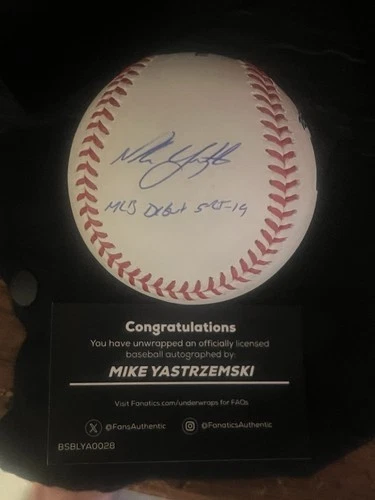 MLB Debut 5-25-19
Congratulations
You have unwrapped an officially licensed
baseball autographed by:
MIKE YASTRZEMSKI
Visit Fanatics.com/underwraps for FAQs
@FansAuthentic @FanaticsAuthentic
BSBLYA0028